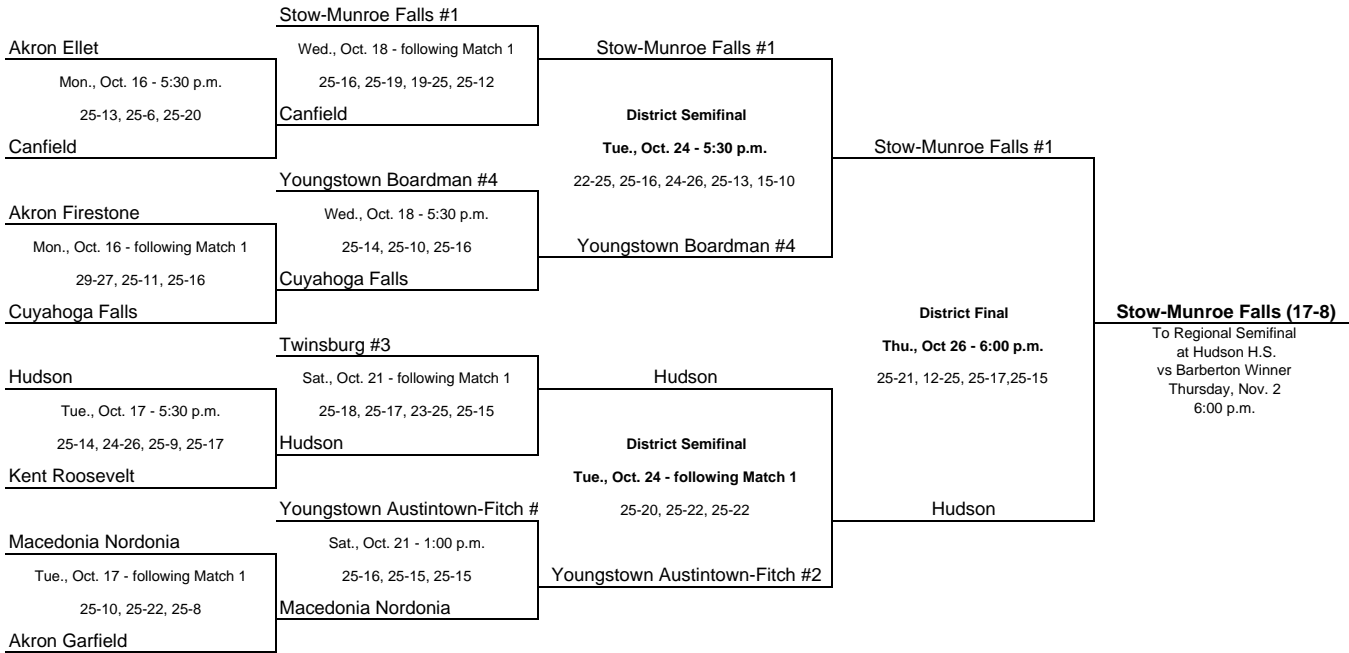 Stow-Munroe Falls #1
Akron Ellet
Wed., Oct. 18 - following Match 1
Stow-Munroe Falls #1
Mon., Oct. 16 - 5:30 p.m.
25-16, 25-19, 19-25, 25-12
25-13, 25-6, 25-20
Canfield
District Semifinal
Canfield
Tue., Oct. 24 - 5:30 p.m.
Stow-Munroe Falls #1
Youngstown Boardman #4
22-25, 25-16, 24-26, 25-13, 15-10
Akron Firestone
Wed., Oct. 18 - 5:30 p.m.
Mon., Oct. 16 - following Match 1
25-14, 25-10, 25-16
Youngstown Boardman #4
29-27, 25-11, 25-16
Cuyahoga Falls
Cuyahoga Falls
District Final
Stow-Munroe Falls (17-8)
To Regional Semifinal
at Hudson H.S.
vs Barberton Winner
Thursday, Nov. 2
6:00 p.m.
Twinsburg #3
Thu., Oct 26 - 6:00 p.m.
Hudson
Sat., Oct. 21 - following Match 1
Hudson
25-21, 12-25, 25-17,25-15
Tue., Oct. 17 - 5:30 p.m.
25-18, 25-17, 23-25, 25-15
25-14, 24-26, 25-9, 25-17
Hudson
District Semifinal
Kent Roosevelt
Tue., Oct. 24 - following Match 1
Youngstown Austintown-Fitch #
25-20, 25-22, 25-22
Hudson
Macedonia Nordonia
Sat., Oct. 21 - 1:00 p.m.
Tue., Oct. 17 - following Match 1
25-16, 25-15, 25-15
Youngstown Austintown-Fitch #2
25-10, 25-22, 25-8
Macedonia Nordonia
Akron Garfield